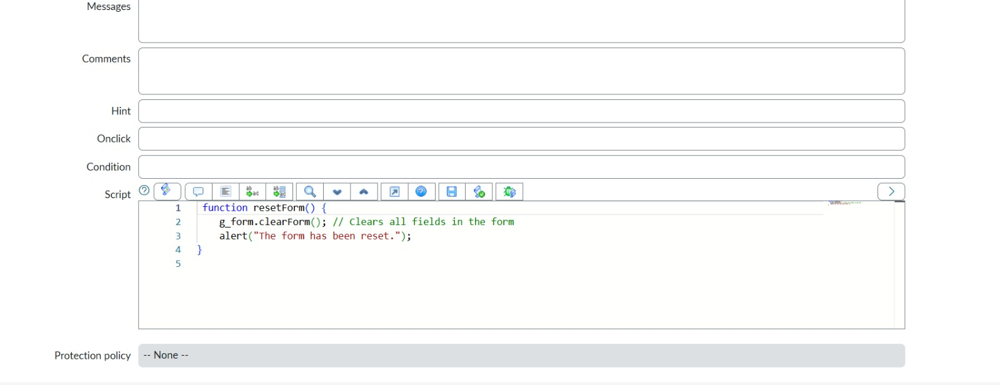 Messages
Comments
Hint
Onclick
Condition
Script
1 function resetForm() {
2 g_form.clearForm(); // Clears all fields in the form
3 alert("The form has been reset.");
4 }
5
Protection policy -- None --